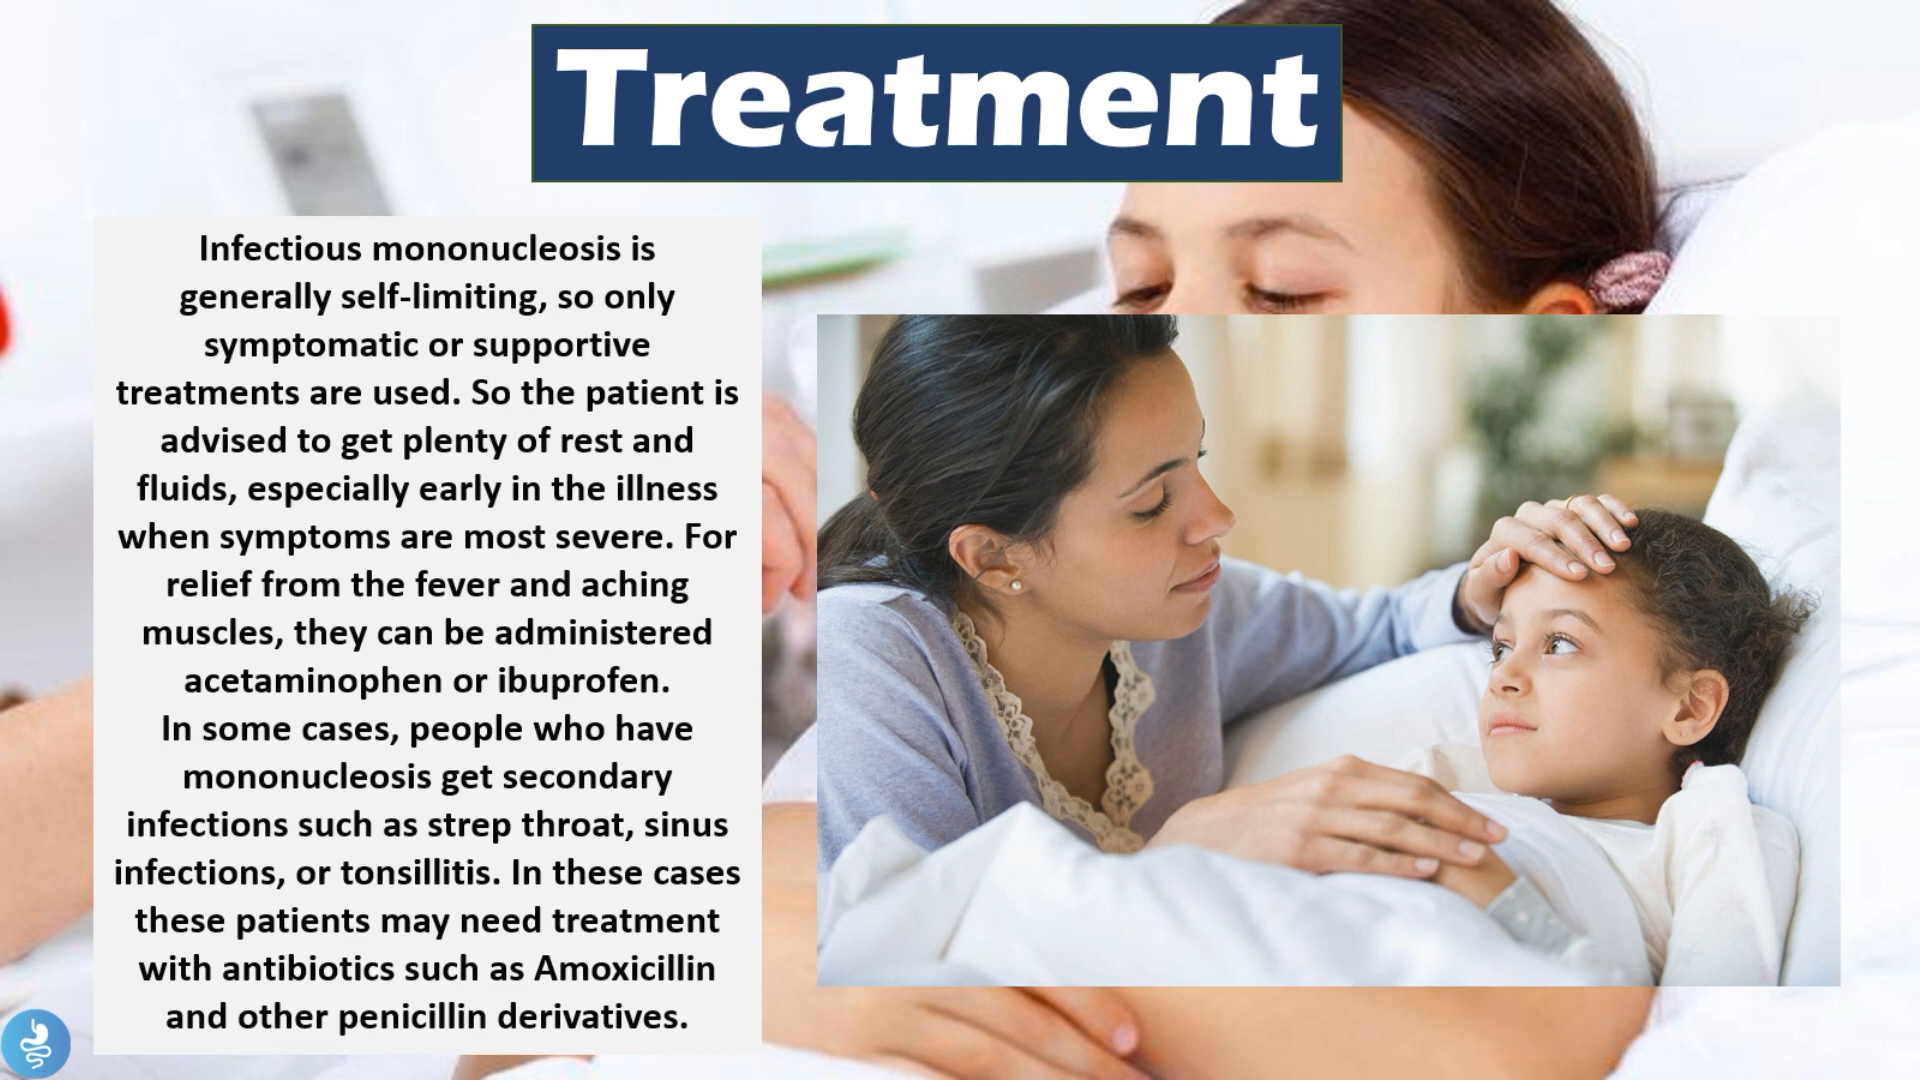 Treatment
Infectious mononucleosis is
generally self-limiting, so only
symptomatic or supportive
treatments are used. So the patient is
advised to get plenty of rest and
fluids, especially early in the illness
when symptoms are most severe. For
relief from the fever and aching
muscles, they can be administered
acetaminophen or ibuprofen.
In some cases, people who have
mononucleosis get secondary
infections such as strep throat, sinus
infections, or tonsillitis. In these cases
these patients may need treatment
with antibiotics such as Amoxicillin
and other penicillin derivatives.